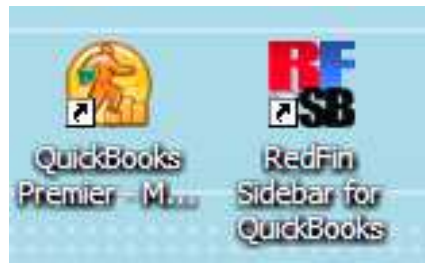 RF
SB
QuickBooks
Premier - M...
RedFin
Sidebar for
QuickBooks